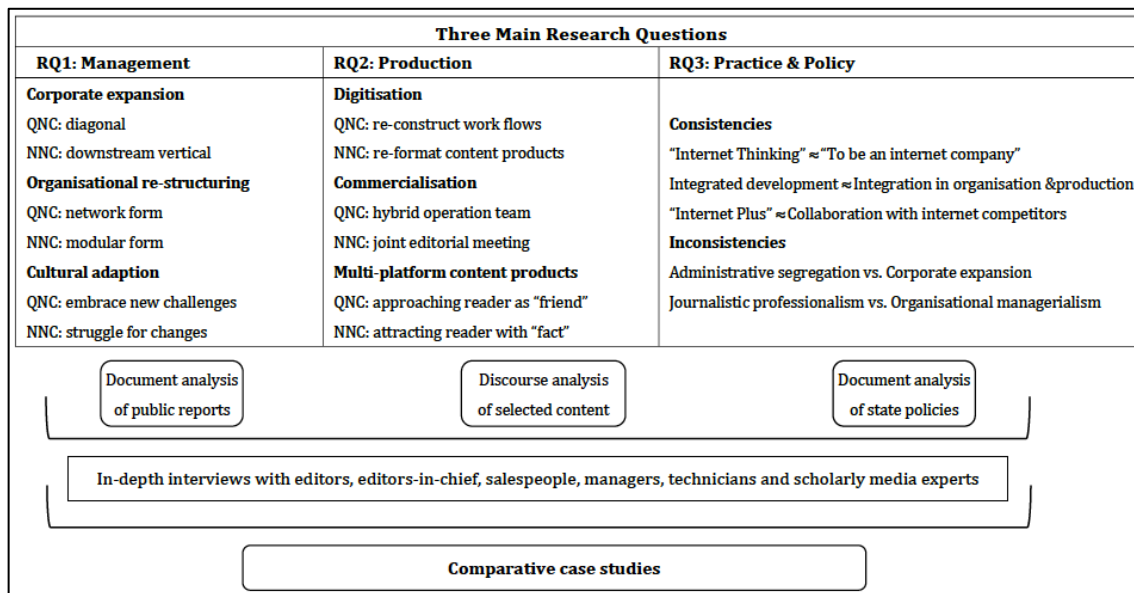 Three Main Research Questions
RQ1: Management
RQ2: Production
RQ3: Practice & Policy
Corporate expansion
QNC: diagonal
NNC: downstream vertical
Organisational re-structuring
QNC: network form
NNC: modular form
Cultural adaption
QNC: embrace new challenges
NNC: struggle for changes
Digitisation
QNC: re-construct work flows
NNC: re-format content products
Commercialisation
QNC: hybrid operation team
NNC: joint editorial meeting
Multi-platform content products
QNC: approaching reader as “friend”
NNC: attracting reader with “fact”
Consistencies
“Internet Thinking” ≈ “To be an internet company”
Integrated development ≈ Integration in organisation &production
“Internet Plus” ≈ Collaboration with internet competitors
Inconsistencies
Administrative segregation vs. Corporate expansion
Journalistic professionalism vs. Organisational managerialism
Document analysis
of public reports
Discourse analysis
of selected content
Document analysis
of state policies
In-depth interviews with editors, editors-in-chief, salespeople, managers, technicians and scholarly media experts
Comparative case studies